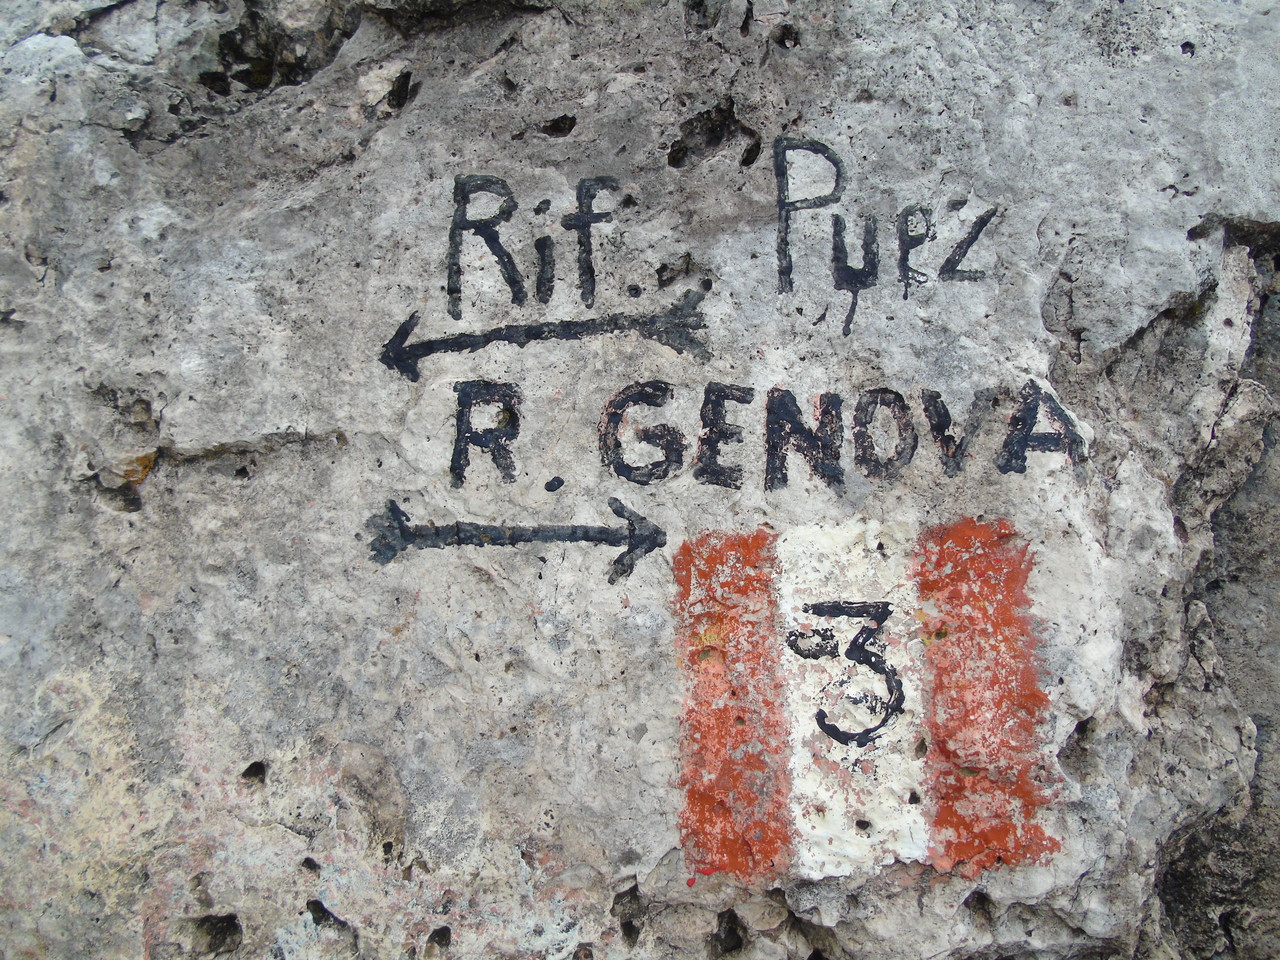 Rif. Puez
R. GENOVA
3